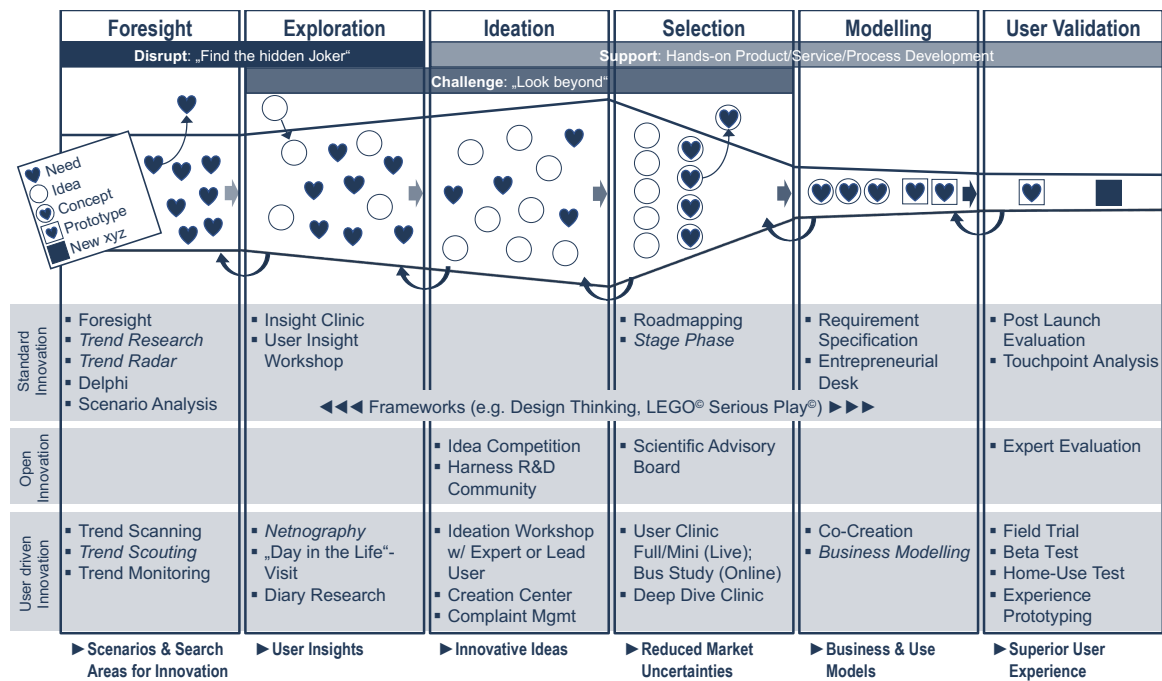 Foresight
Exploration
Ideation
Selection
Modelling
User Validation
Disrupt: „Find the hidden Joker“
Support: Hands-on Product/Service/Process Development
Challenge: „Look beyond“
Need
Idea
Concept
Prototype
New xyz
Standard
Innovation
▪ Foresight
▪ Trend Research
▪ Trend Radar
▪ Delphi
▪ Scenario Analysis
▪ Insight Clinic
▪ User Insight
Workshop
▪ Roadmapping
▪ Stage Phase
▪ Requirement
Specification
▪ Entrepreneurial
Desk
▪ Post Launch
Evaluation
▪ Touchpoint Analysis
◄◄◄ Frameworks (e.g. Design Thinking, LEGO© Serious Play©) ►►►
Open
Innovation
▪ Idea Competition
▪ Harness R&D
Community
▪ Scientific Advisory
Board
▪ Expert Evaluation
User driven
Innovation
▪ Trend Scanning
▪ Trend Scouting
▪ Trend Monitoring
▪ Netnography
▪ „Day in the Life“-
Visit
▪ Diary Research
▪ Ideation Workshop
w/ Expert or Lead
User
▪ Creation Center
▪ Complaint Mgmt
▪ User Clinic
Full/Mini (Live);
Bus Study (Online)
▪ Deep Dive Clinic
▪ Co-Creation
▪ Business Modelling
▪ Field Trial
▪ Beta Test
▪ Home-Use Test
▪ Experience
Prototyping
►Scenarios & Search
Areas for Innovation
►User Insights
►Innovative Ideas
►Reduced Market
Uncertainties
►Business & Use
Models
►Superior User
Experience